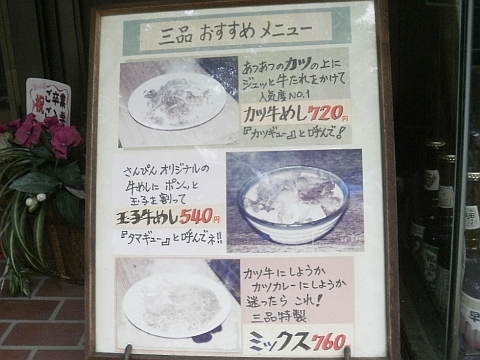 三品 おすすめ メニュー
あつあつのカツの上に
ジュッと牛たれをかけて
人気度NO.1
カツ牛めし720円
『カツギュー』と呼んで!
さんぴん オリジナルの
牛めしに ポンッと
玉子を割って
玉子牛めし540円
『タマギュー』と呼んでネ!!
カツ牛にしようか
カツカレーにしようか
迷ったら これ!
三品特製
ミックス760